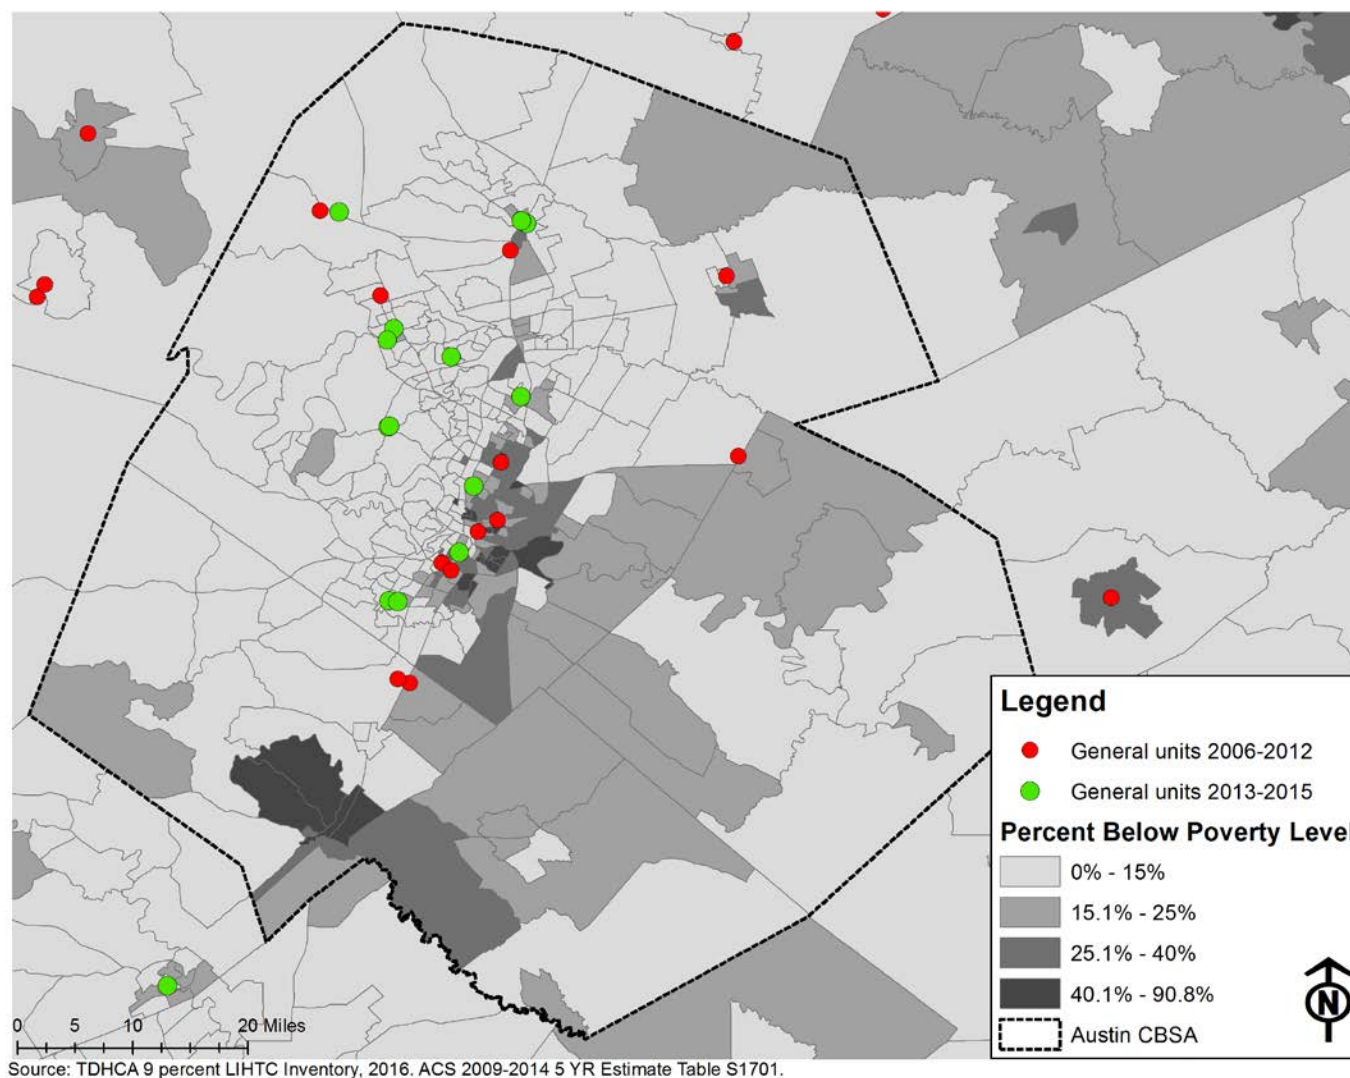 Legend
General units 2006-2012
General units 2013-2015
Percent Below Poverty Level
0% - 15%
15.1% - 25%
25.1% - 40%
40.1% - 90.8%
Austin CBSA
N
0 5 10 20 Miles
Source: TDHCA 9 percent LIHTC Inventory, 2016. ACS 2009-2014 5 YR Estimate Table S1701.